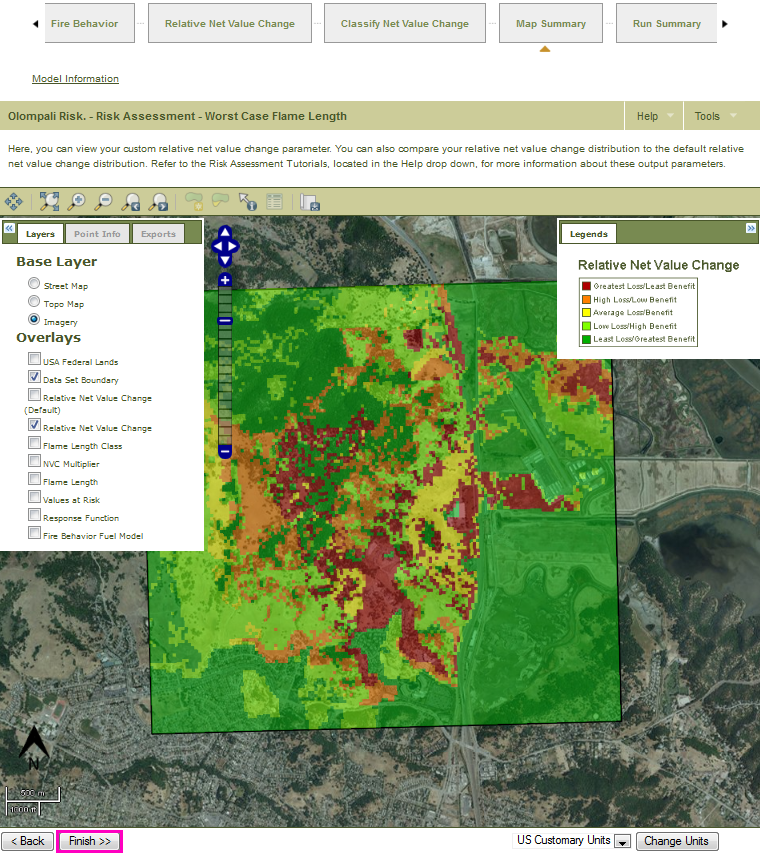 Fire Behavior
Relative Net Value Change
Classify Net Value Change
Map Summary
Run Summary
Model Information
Olompali Risk. - Risk Assessment - Worst Case Flame Length
Help
Tools
Here, you can view your custom relative net value change parameter. You can also compare your relative net value change distribution to the default relative
net value change distribution. Refer to the Risk Assessment Tutorials, located in the Help drop down, for more information about these output parameters.
Layers
Point Info
Exports
Base Layer
Street Map
Topo Map
Imagery
Overlays
USA Federal Lands
Data Set Boundary
Relative Net Value Change
(Default)
Relative Net Value Change
Flame Length Class
NVC Multiplier
Flame Length
Values at Risk
Response Function
Fire Behavior Fuel Model
Legends
Relative Net Value Change
Greatest Loss/Least Benefit
High Loss/Low Benefit
Average Loss/Benefit
Low Loss/High Benefit
Least Loss/Greatest Benefit
N
500 m
1000 ft
< Back
Finish >>
US Customary Units
Change Units